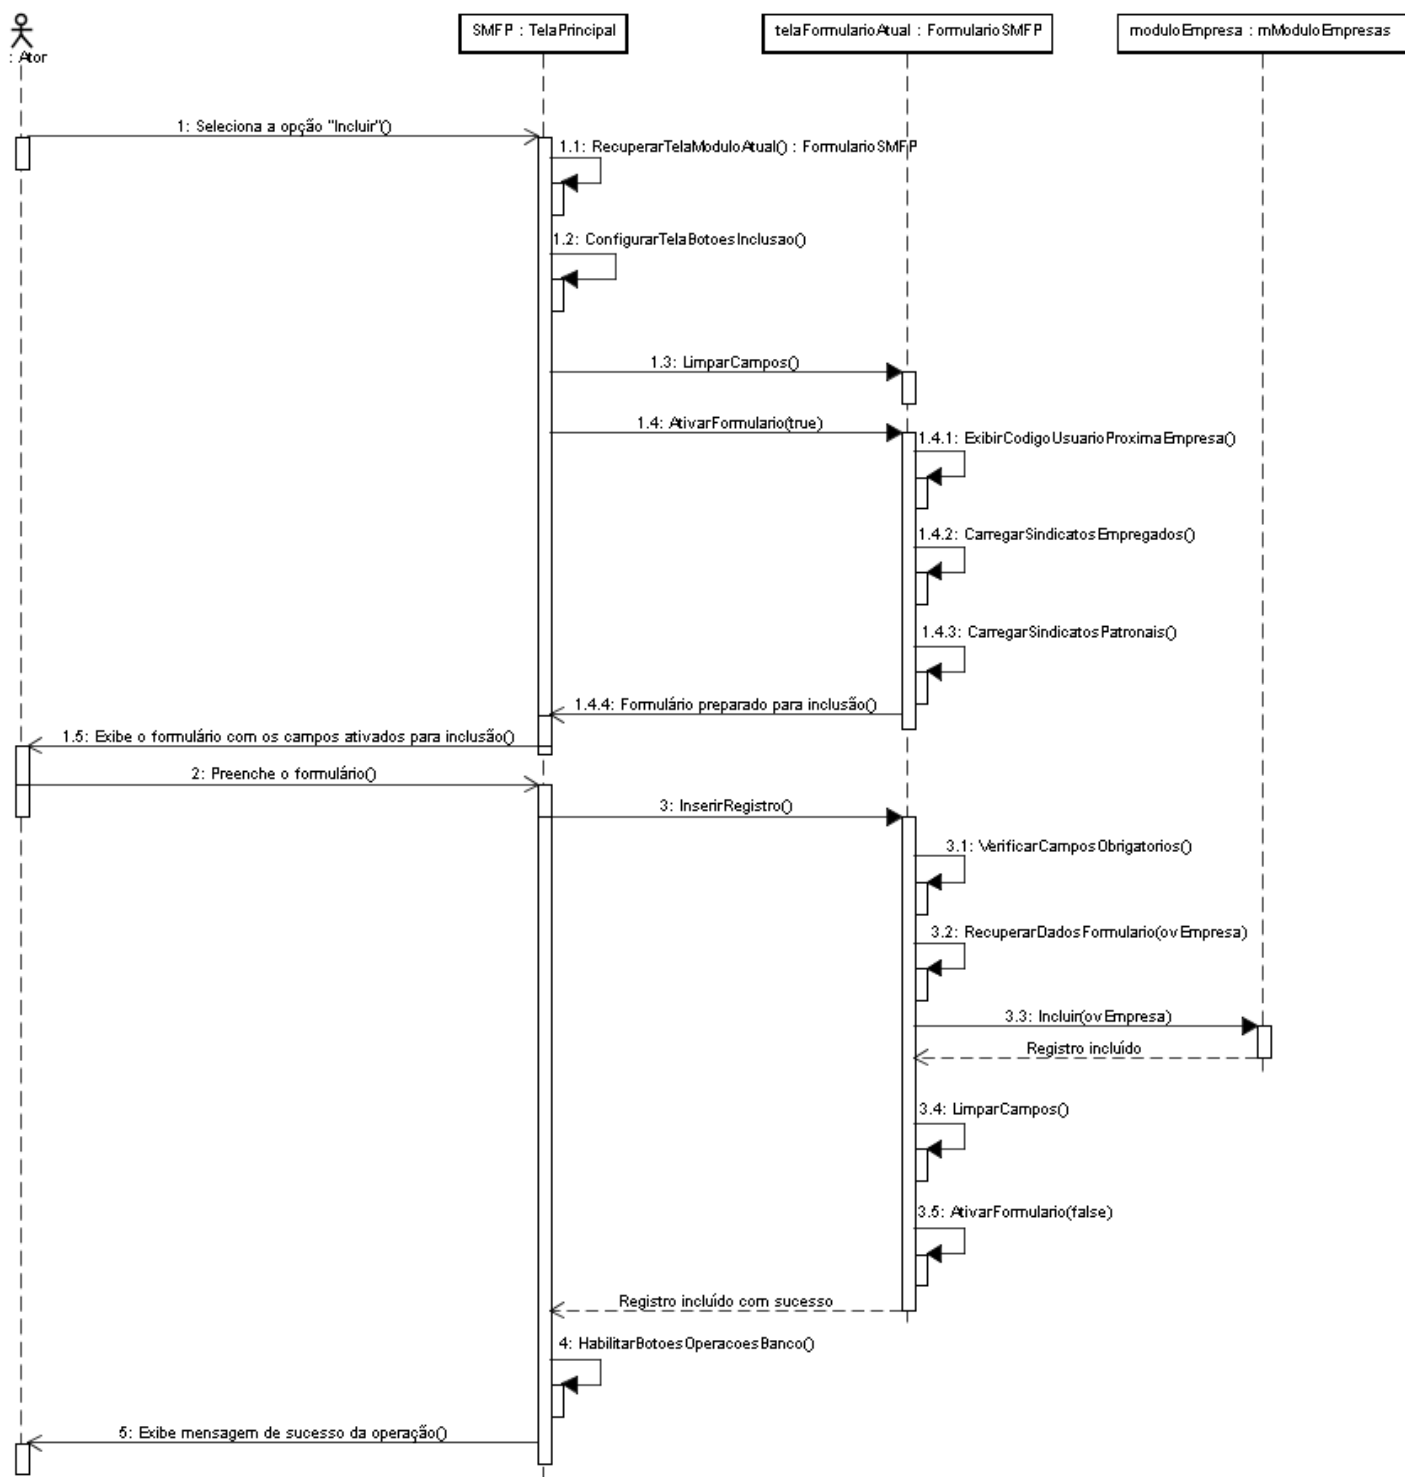 : Ator
SMFP : TelaPrincipal
telaFormularioAtual : FormularioSMFP
moduloEmpresa : mModuloEmpresas
1: Seleciona a opção "Incluir"()
1.1: RecuperarTelaModuloAtual() : FormularioSMFP
1.2: ConfigurarTelaBotoesInclusao()
1.3: LimparCampos()
1.4: AtivarFormulario(true)
1.4.1: ExibirCodigoUsuarioProximaEmpresa()
1.4.2: CarregarSindicatosEmpregados()
1.4.3: CarregarSindicatosPatronais()
1.4.4: Formulário preparado para inclusão()
1.5: Exibe o formulário com os campos ativados para inclusão()
2: Preenche o formulário()
3: InserirRegistro()
3.1: VerificarCamposObrigatorios()
3.2: RecuperarDadosFormulario(ovEmpresa)
3.3: Incluir(ovEmpresa)
Registro incluído
3.4: LimparCampos()
3.5: AtivarFormulario(false)
Registro incluído com sucesso
4: HabilitarBotoesOperacoesBanco()
5: Exibe mensagem de sucesso da operação()